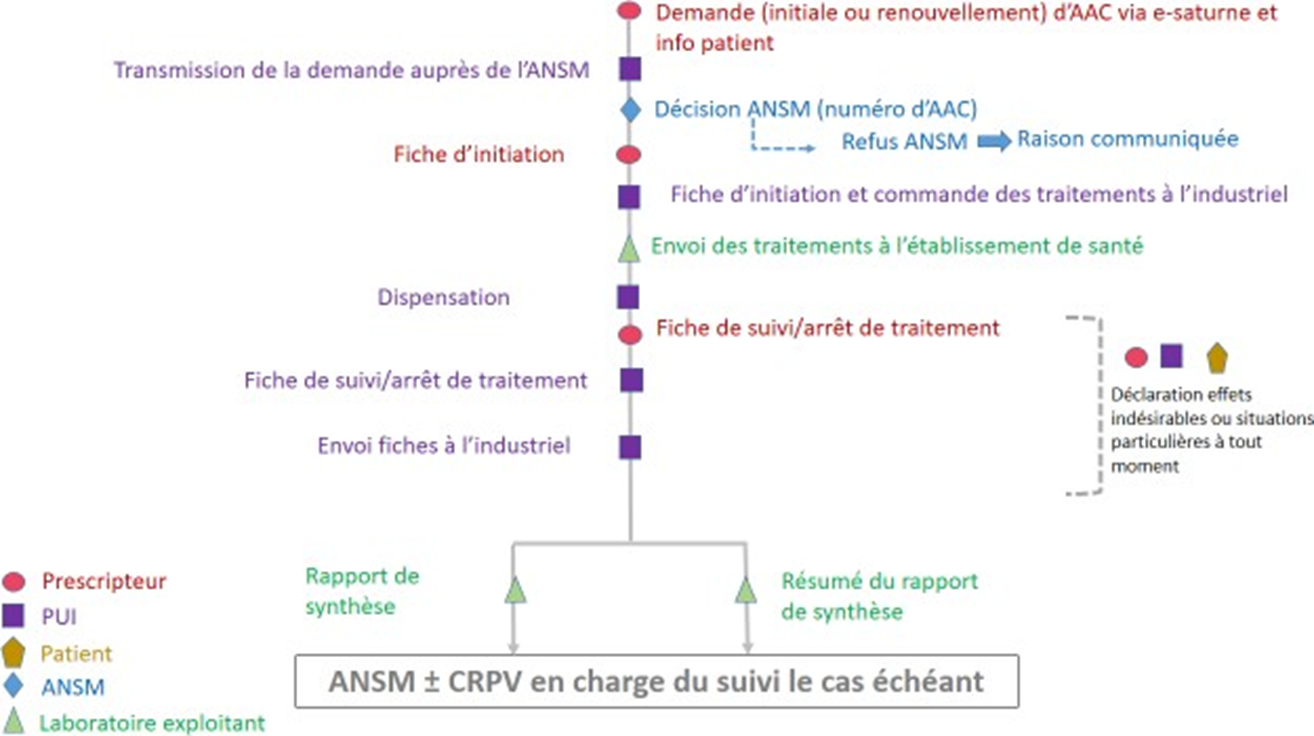 Demande (initiale ou renouvellement) d’AAC via e-saturne et
info patient
Transmission de la demande auprès de l’ANSM
Décision ANSM (numéro d’AAC)
Refus ANSM
Raison communiquée
Fiche d’initiation
Fiche d’initiation et commande des traitements à l’industriel
Envoi des traitements à l’établissement de santé
Dispensation
Fiche de suivi/arrêt de traitement
Fiche de suivi/arrêt de traitement
Envoi fiches à l’industriel
Déclaration effets
indésirables ou situations
particulières à tout
moment
Rapport de
synthèse
Résumé du rapport
de synthèse
ANSM ± CRPV en charge du suivi le cas échéant
Prescripteur
PUI
Patient
ANSM
Laboratoire exploitant